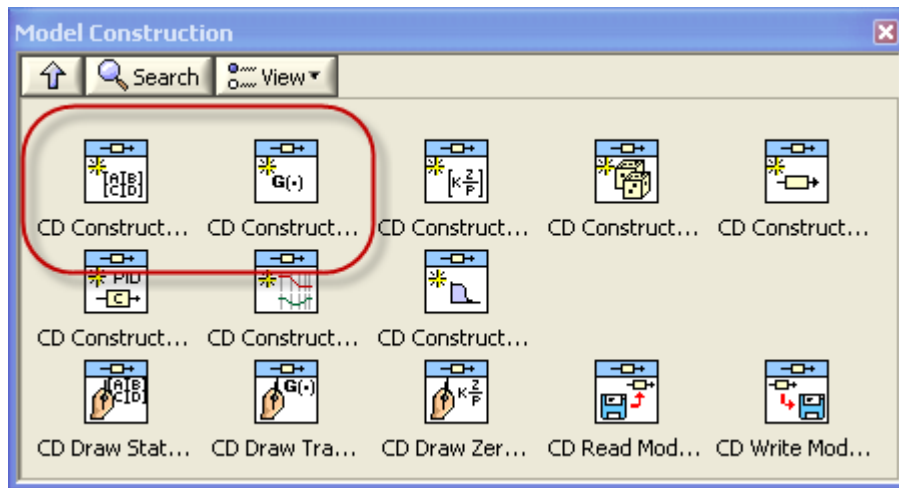 Model Construction
Search View
[A|B] G(•) [K Z/P]
[C|D]
CD Construct... CD Construct... CD Construct... CD Construct... CD Construct...
PID
C
CD Construct... CD Construct... CD Construct...
[A|B] G(•) K Z/P
C|D]
CD Draw Stat... CD Draw Tra... CD Draw Zer... CD Read Mod... CD Write Mod...